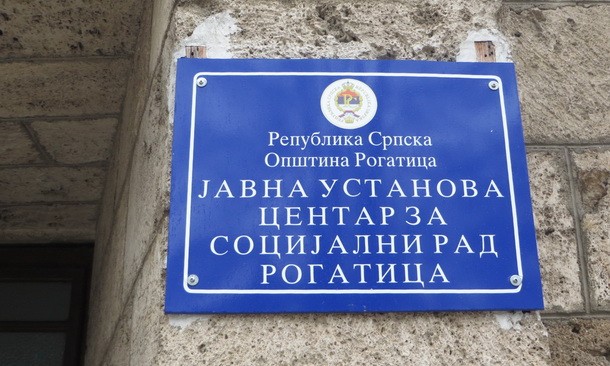 Република Српска
Општина Рогатица
ЈАВНА УСТАНОВА
ЦЕНТАР ЗА
СОЦИЈАЛНИ РАД
РОГАТИЦА